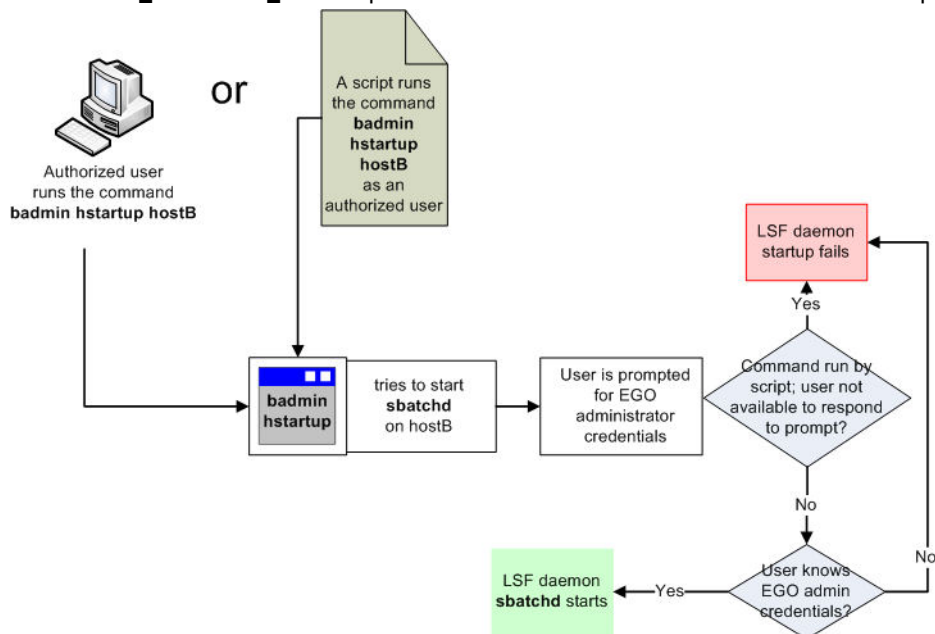 or
Authorized user
runs the command
badmin hstartup hostB
A script runs
the command
badmin
hstartup
hostB
as an
authorized user
badmin
hstartup
tries to start
sbatchd
on hostB
User is prompted
for EGO
administrator
credentials
Command run by
script; user not
available to respond
to prompt?
Yes
LSF daemon
startup fails
No
User knows
EGO admin
credentials?
No
Yes
LSF daemon
sbatchd starts